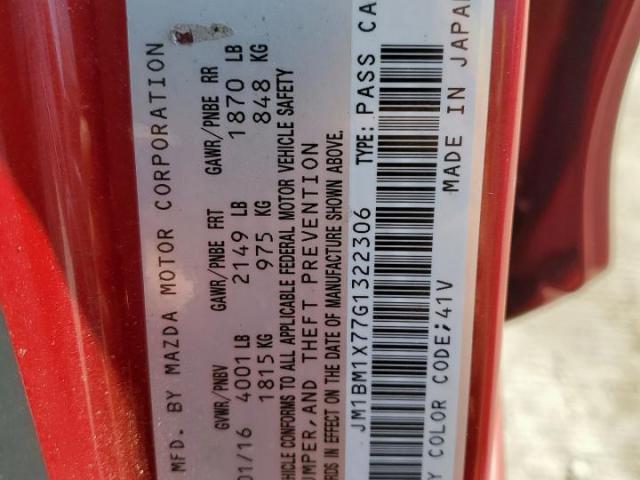 MFD. BY MAZDA MOTOR CORPORATION
01/16 GVWR/PNBV GAWR/PNBE FRT GAWR/PNBE RR
4001 LB 2149 LB 1870 LB
1815 KG 975 KG 848 KG
VEHICLE CONFORMS TO ALL APPLICABLE FEDERAL MOTOR VEHICLE SAFETY
UMPER, AND THEFT PREVENTION
RDS IN EFFECT ON THE DATE OF MANUFACTURE SHOWN ABOVE.
JM1BM1X77G1322306 TYPE: PASS CA
Y COLOR CODE;41V MADE IN JAPAN